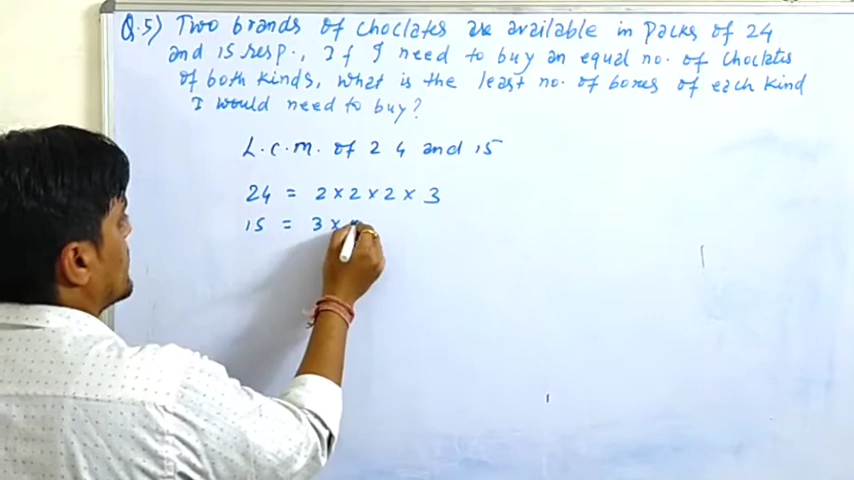 Q.5) Two brands of choclates are available in Packs of 24
and 15 resp., If I need to buy an equal no. of choclates
of both kinds, what is the least no. of boxes of each kind
I would need to buy?
L.C.M. of 24 and 15
24 = 2 × 2 × 2 × 3
15 = 3 ×